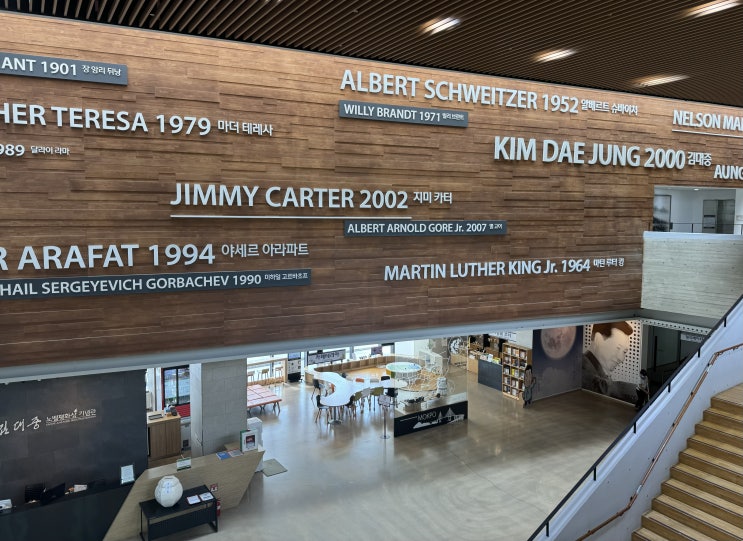 ANT 1901 장 앙리 뒤낭
HER TERESA 1979 마더 테레사
989 달라이 라마
ALBERT SCHWEITZER 1952 알베르트 슈바이처
WILLY BRANDT 1971 빌리 브란트
NELSON MA
KIM DAE JUNG 2000 김대중
AUNG
JIMMY CARTER 2002 지미 카터
ALBERT ARNOLD GORE Jr. 2007 앨 고어
R ARAFAT 1994 야세르 아라파트
HAIL SERGEYEVICH GORBACHEV 1990 미하일 고르바초프
MARTIN LUTHER KING Jr. 1964 마틴 루터 킹
김대중 노벨평화상기념관
MOKPO